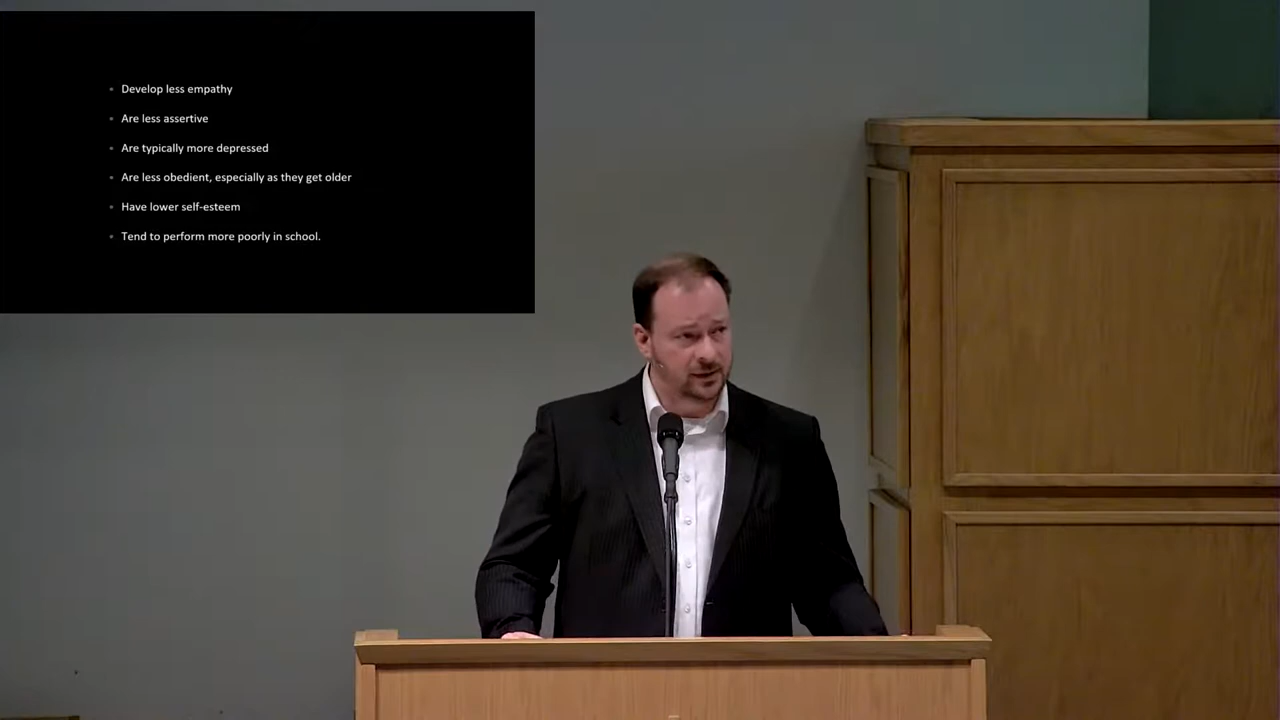 Develop less empathy
Are less assertive
Are typically more depressed
Are less obedient, especially as they get older
Have lower self-esteem
Tend to perform more poorly in school.